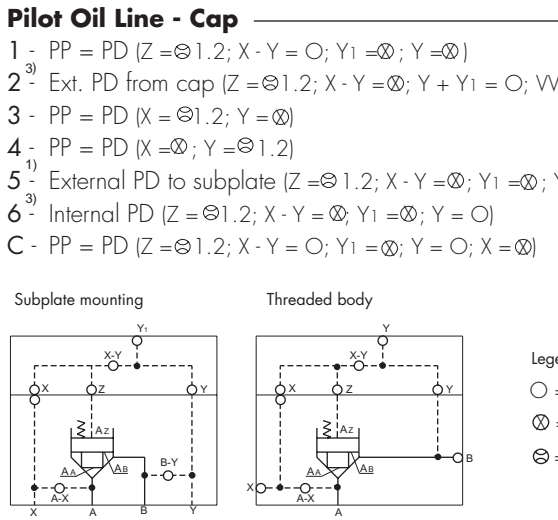 Pilot Oil Line - Cap
1 - PP = PD (Z =⊗1.2; X - Y = O; Y1 =⊗; Y =⊗)
2 3)- Ext. PD from cap (Z =⊗1.2; X - Y =⊗; Y + Y1 = O;
3 - PP = PD (X = ⊗1.2; Y =⊗)
4 - PP = PD (X =⊗; Y =⊗1.2)
5 1)- External PD to subplate (Z =⊗1.2; X - Y =⊗; Y1 =⊗;
6 3)- Internal PD (Z = ⊗1.2; X - Y = ⊗; Y1 =⊗; Y = O)
C - PP = PD (Z =⊗1.2; X - Y = O; Y1 =⊗; Y = O; X =⊗)
Subplate mounting
Threaded body
Y1
X-Y
X
Z
Y
AZ
AA
AB
B-Y
A-X
X
A
B
Y
Y
X-Y
X
Z
Y
AZ
AA
AB
B
X
A-X
A
O =
⊗ =
⊗ =